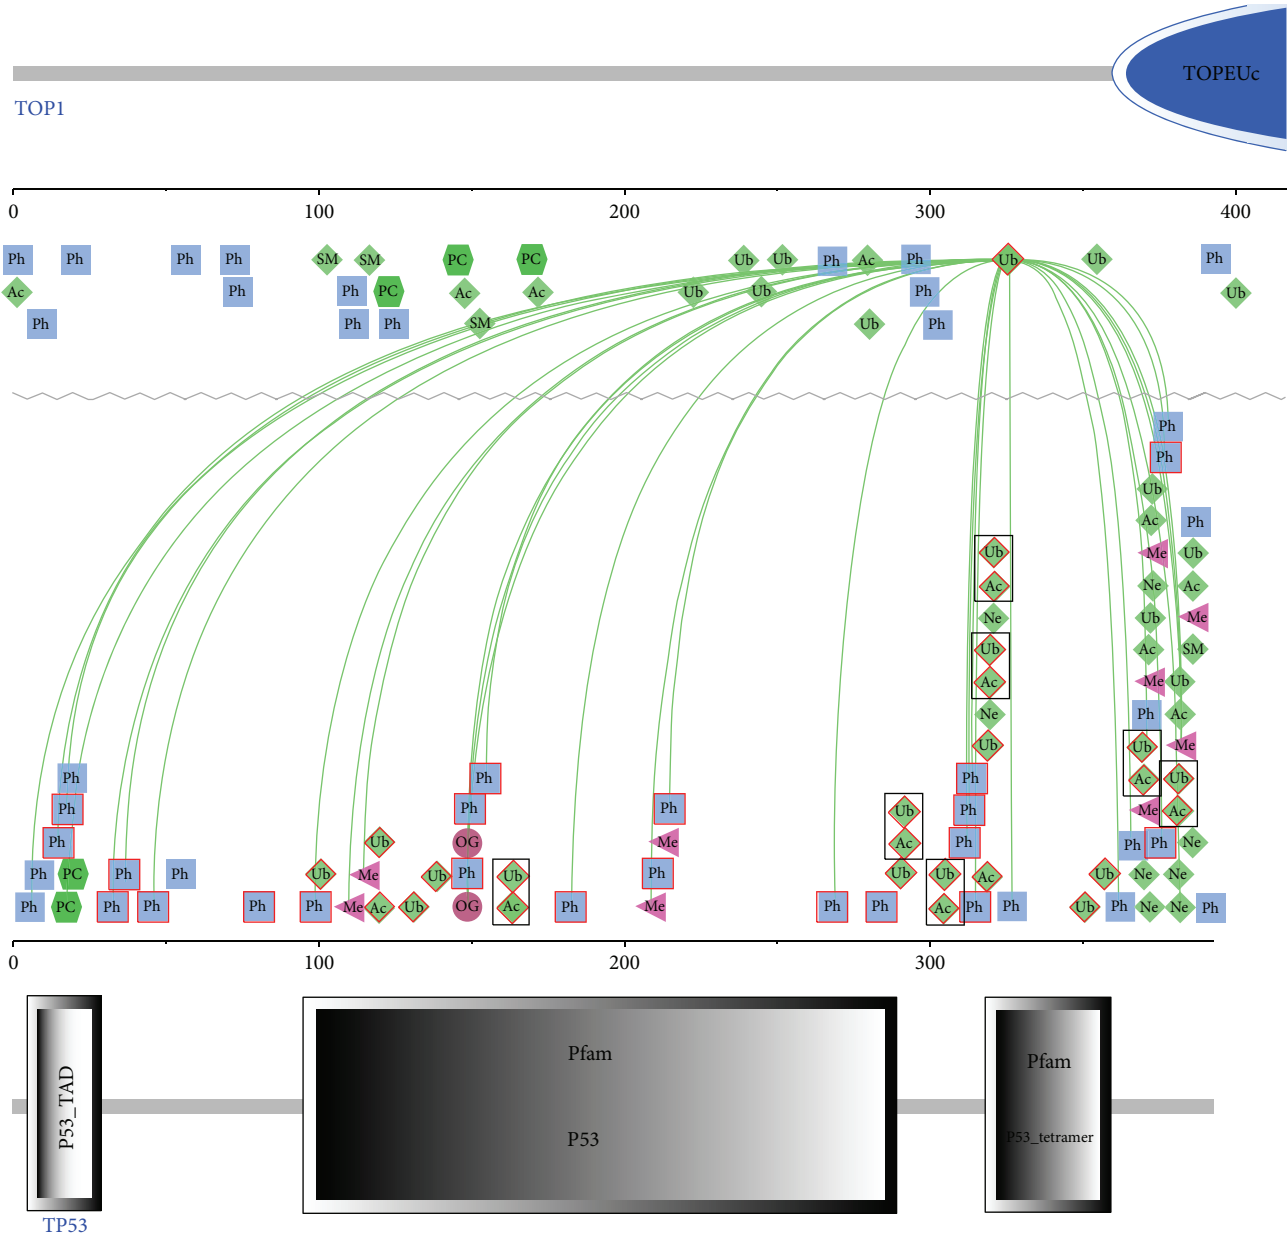 TOPEUc
TOP1
0 100 200 300 400
Ph Ph Ph Ph SM SM PC PC Ub Ub Ph Ac Ph Ub Ub Ph
Ac Ph Ph PC Ac Ac Ub Ub Ph Ub
Ph Ph Ph SM Ub Ph
Ph
Ph
Ub
Ac Ph
Ub Me Ub
Ac Ne Ac
Ne Ub Me
Ub Ac SM
Ac Me Ub
Ne Ph Ac
Ub Ub Me
Ph Ph Ph Ac Ub
Ph Ph Ph Ub Ph Me Ac
Ph Ub OG Me Ac Ph Ph Ph Ne
Ph PC Ph Ph Ub Me Ub Ph Ub Ph Ub Ub Ac Ub Ne Ne
Ph PC Ph Ph Ph Ph Me Ac Ub OG Ac Ph Me Ph Ph Ac Ph Ph Ub Ph Ne Ne Ph
0 100 200 300
P53_TAD
Pfam
Pfam
P53
P53_tetramer
TP53